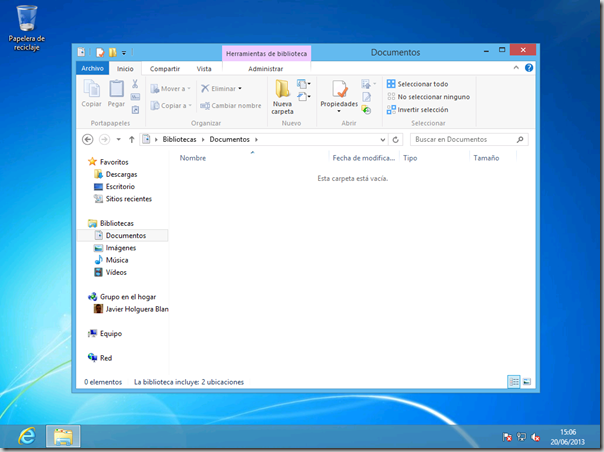 Papelera de
reciclaje
Herramientas de biblioteca
Documentos
Archivo
Inicio
Compartir
Vista
Administrar
Copiar
Pegar
Portapapeles
Mover a
Copiar a
Eliminar
Cambiar nombre
Organizar
Nueva
carpeta
Nuevo
Propiedades
Abrir
Seleccionar todo
No seleccionar ninguno
Invertir selección
Seleccionar
Bibliotecas
Documentos
Buscar en Documentos
Nombre
Fecha de modifica...
Tipo
Tamaño
Esta carpeta está vacía.
Favoritos
Descargas
Escritorio
Sitios recientes
Bibliotecas
Documentos
Imágenes
Música
Vídeos
Grupo en el hogar
Javier Holguera Blan
Equipo
Red
0 elementos
La biblioteca incluye: 2 ubicaciones
15:06
20/06/2013